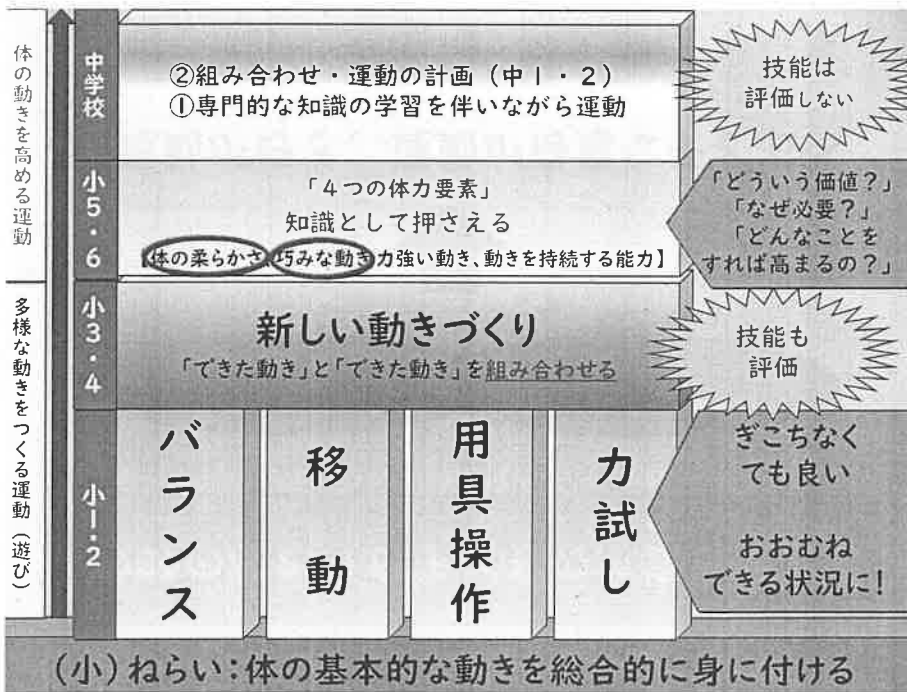 体の動きを高める運動
多様な動きをつくる運動（遊び）
中学校
②組み合わせ・運動の計画（中１・２）
①専門的な知識の学習を伴いながら運動
技能は
評価しない
小５・６
「４つの体力要素」
知識として押さえる
【体の柔らかさ、巧みな動き、力強い動き、動きを持続する能力】
「どういう価値？」
「なぜ必要？」
「どんなことを
すれば高まるの？」
小３・４
新しい動きづくり
「できた動き」と「できた動き」を組み合わせる
技能も
評価
小１・２
バランス
移動
用具操作
力試し
ぎこちなく
ても良い
おおむね
できる状況に！
（小）ねらい：体の基本的な動きを総合的に身に付ける